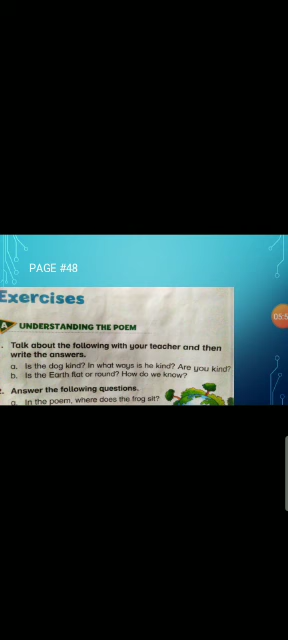 PAGE #48
Exercises
A UNDERSTANDING THE POEM
. Talk about the following with your teacher and then
write the answers.
a. Is the dog kind? In what ways is he kind? Are you kind?
b. Is the Earth flat or round? How do we know?
. Answer the following questions.
a. In the poem, where does the frog sit?